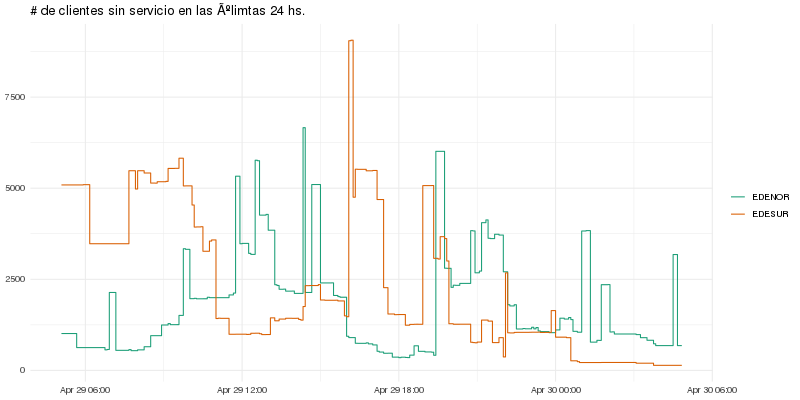 # de clientes sin servicio en las Ãºlimtas 24 hs.
7500
5000
2500
0
Apr 29 06:00
Apr 29 12:00
Apr 29 18:00
Apr 30 00:00
Apr 30 06:00
EDENOR
EDESUR